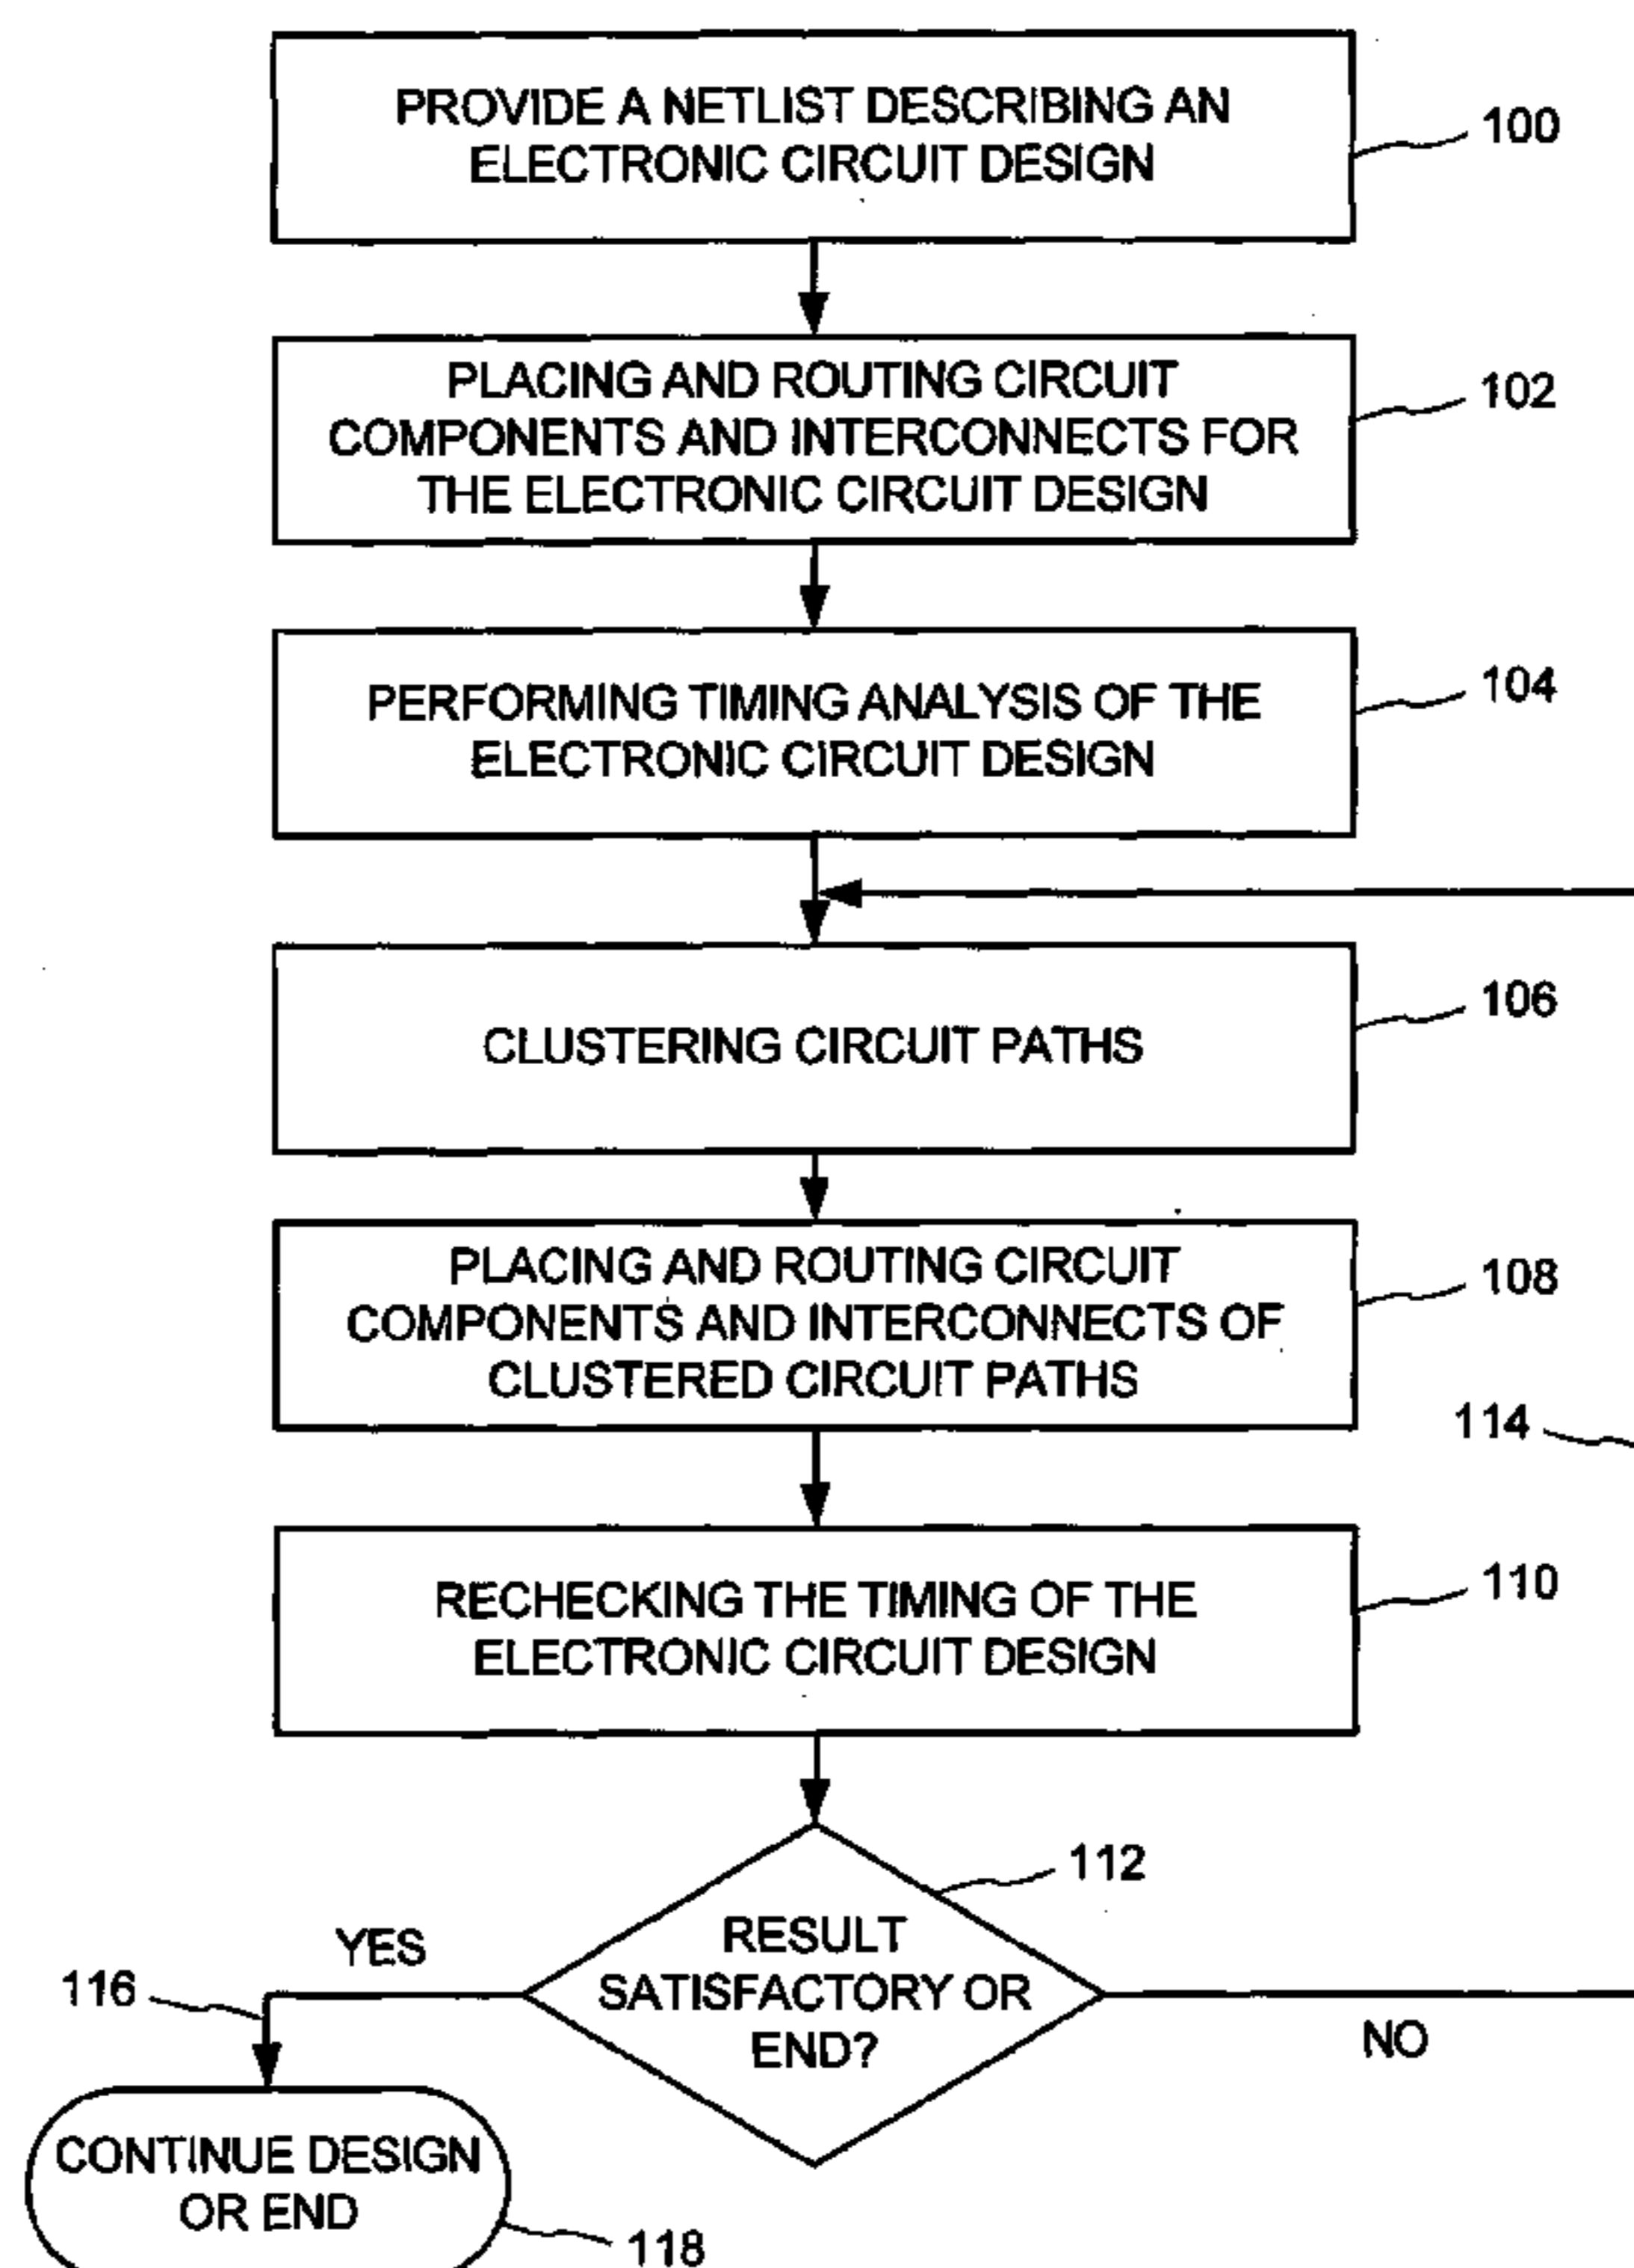 PROVIDE A NETLIST DESCRIBING AN
ELECTRONIC CIRCUIT DESIGN
100
PLACING AND ROUTING CIRCUIT
COMPONENTS AND INTERCONNECTS FOR
THE ELECTRONIC CIRCUIT DESIGN
102
PERFORMING TIMING ANALYSIS OF THE
ELECTRONIC CIRCUIT DESIGN
104
CLUSTERING CIRCUIT PATHS
106
PLACING AND ROUTING CIRCUIT
COMPONENTS AND INTERCONNECTS OF
CLUSTERED CIRCUIT PATHS
108
114
RECHECKING THE TIMING OF THE
ELECTRONIC CIRCUIT DESIGN
110
112
RESULT
SATISFACTORY OR
END?
YES
116
NO
CONTINUE DESIGN
OR END
118